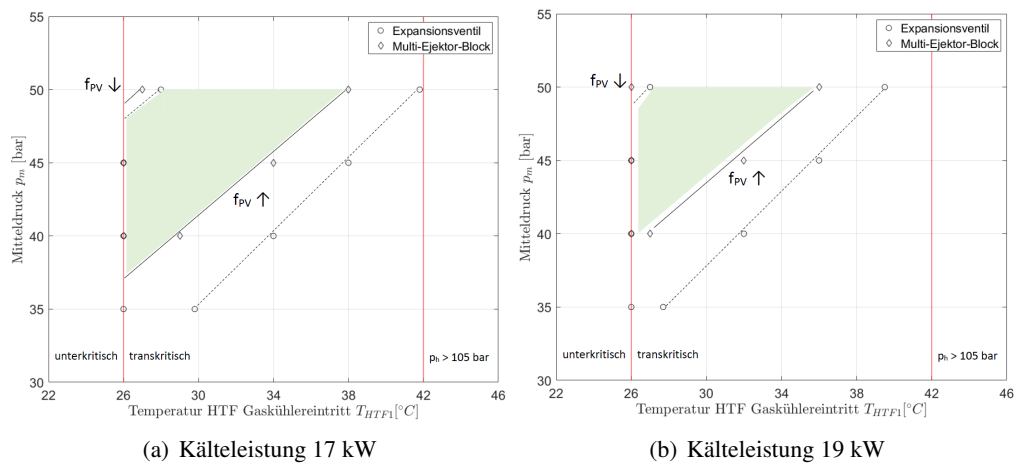 55
50
45
40
35
30
Mitteldruck p_m [bar]
Expansionsventil
Multi-Ejektor-Block
f_PV ↓
f_PV ↑
unterkritisch
transkritisch
p_h > 105 bar
22 26 30 34 38 42 46
Temperatur HTF Gaskühlereintritt T_HTF1[°C]
(a) Kälteleistung 17 kW
55
50
45
40
35
30
Mitteldruck p_m [bar]
Expansionsventil
Multi-Ejektor-Block
f_PV ↓
f_PV ↑
unterkritisch
transkritisch
p_h > 105 bar
22 26 30 34 38 42 46
Temperatur HTF Gaskühlereintritt T_HTF1[°C]
(b) Kälteleistung 19 kW